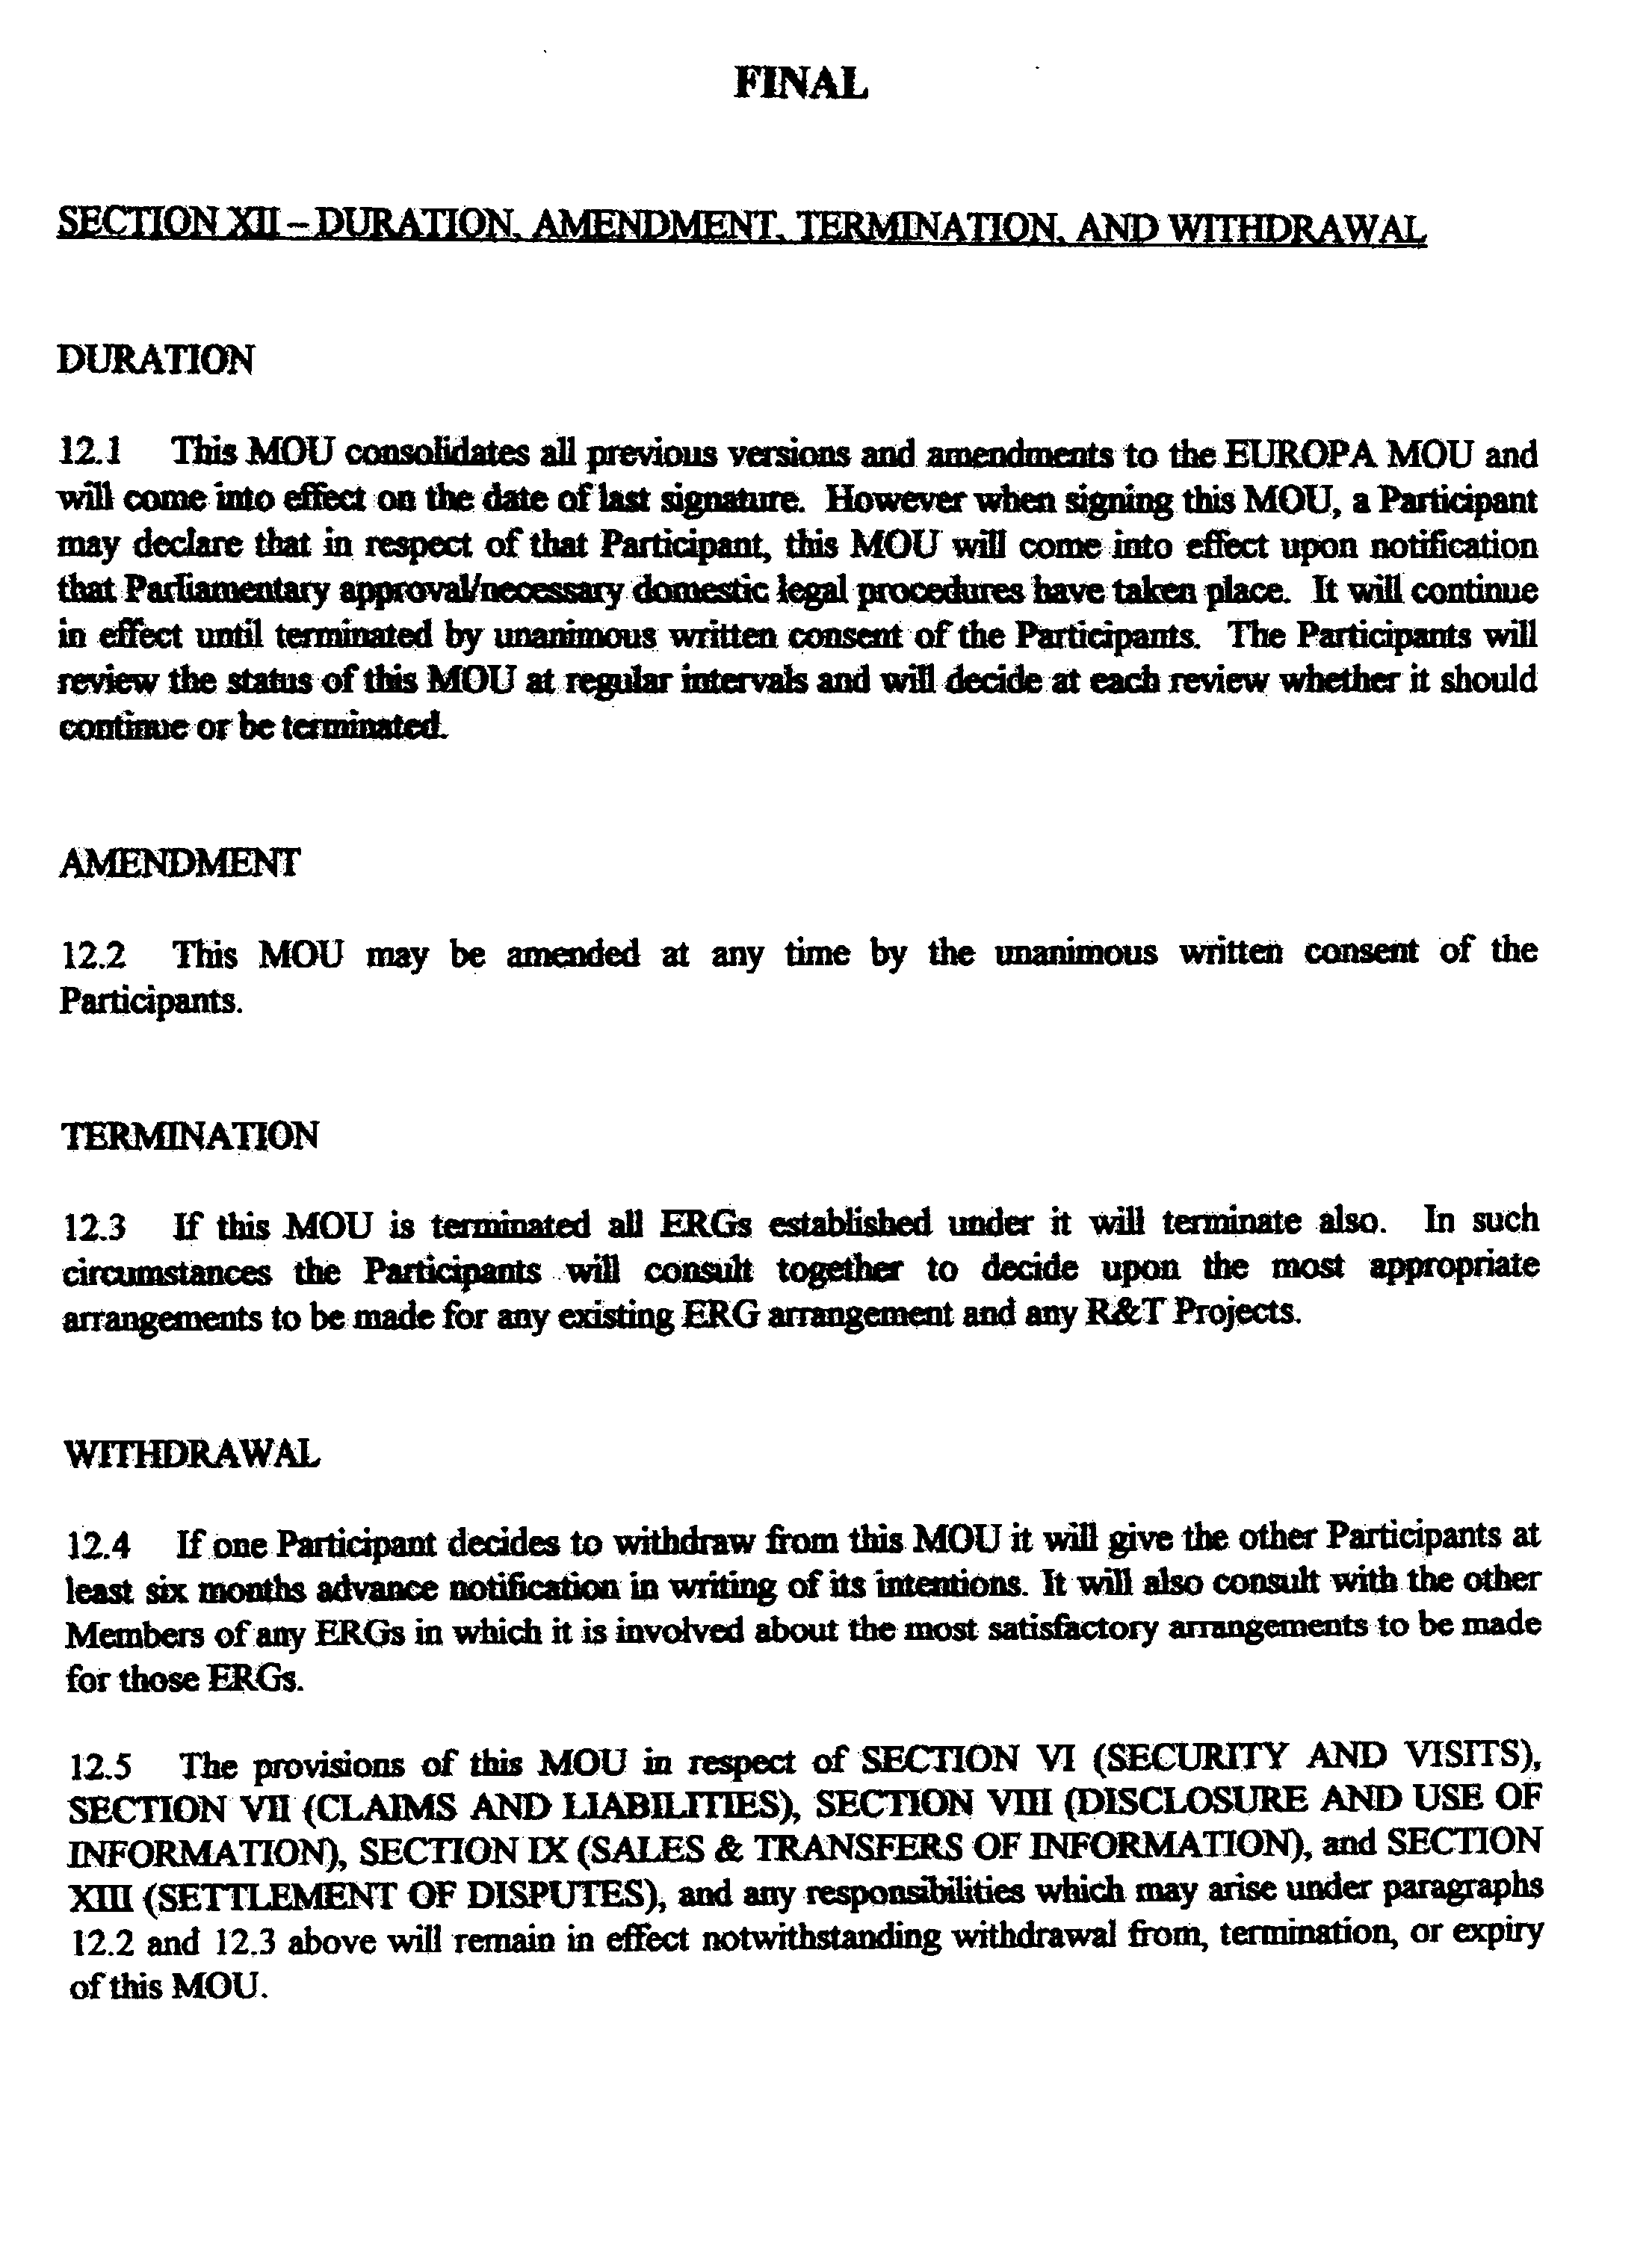 FINAL
SECTION XII – DURATION, AMENDMENT, TERMINATION, AND WITHDRAWAL
DURATION
12.1 This MOU consolidates all previous versions and amendments to the EUROPA MOU and
will come into effect on the date of last signature. However when signing this MOU, a Participant
may declare that in respect of that Participant, this MOU will come into effect upon notification
that Parliamentary approval/necessary domestic legal procedures have taken place. It will continue
in effect until terminated by unanimous written consent of the Participants. The Participants will
review the status of this MOU at regular intervals and will decide at each review whether it should
continue or be terminated.
AMENDMENT
12.2 This MOU may be amended at any time by the unanimous written consent of the
Participants.
TERMINATION
12.3 If this MOU is terminated all ERGs established under it will terminate also. In such
circumstances the Participants will consult together to decide upon the most appropriate
arrangements to be made for any existing ERG arrangement and any R&T Projects.
WITHDRAWAL
12.4 If one Participant decides to withdraw from this MOU it will give the other Participants at
least six months advance notification in writing of its intentions. It will also consult with the other
Members of any ERGs in which it is involved about the most satisfactory arrangements to be made
for those ERGs.
12.5 The provisions of this MOU in respect of SECTION VI (SECURITY AND VISITS),
SECTION VII (CLAIMS AND LIABILITIES), SECTION VIII (DISCLOSURE AND USE OF
INFORMATION), SECTION IX (SALES & TRANSFERS OF INFORMATION), and SECTION
XIII (SETTLEMENT OF DISPUTES), and any responsibilities which may arise under paragraphs
12.2 and 12.3 above will remain in effect notwithstanding withdrawal from, termination, or expiry
of this MOU.